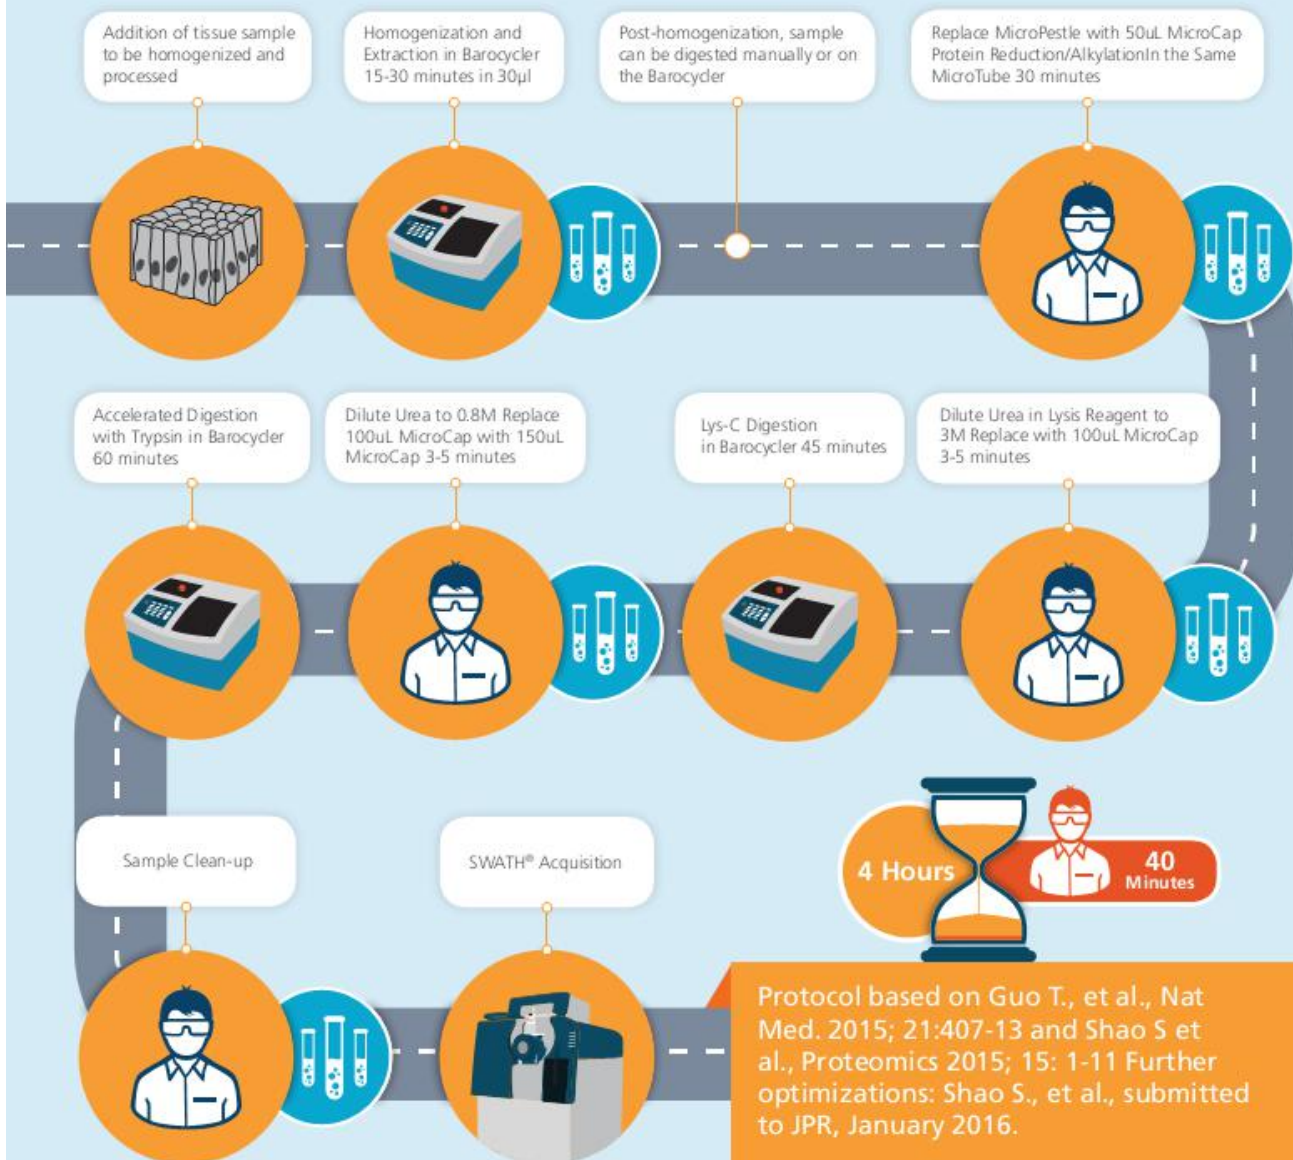 Addition of tissue sample
to be homogenized and
processed
Homogenization and
Extraction in Barocycler
15-30 minutes in 30µl
Post-homogenization, sample
can be digested manually or on
the Barocycler
Replace MicroPestle with 50uL MicroCap
Protein Reduction/AlkylationIn the Same
MicroTube 30 minutes
Accelerated Digestion
with Trypsin in Barocycler
60 minutes
Dilute Urea to 0.8M Replace
100uL MicroCap with 150uL
MicroCap 3-5 minutes
Lys-C Digestion
in Barocycler 45 minutes
Dilute Urea in Lysis Reagent to
3M Replace with 100uL MicroCap
3-5 minutes
Sample Clean-up
SWATH® Acquisition
4 Hours
40
Minutes
Protocol based on Guo T., et al., Nat
Med. 2015; 21:407-13 and Shao S et
al., Proteomics 2015; 15: 1-11 Further
optimizations: Shao S., et al., submitted
to JPR, January 2016.